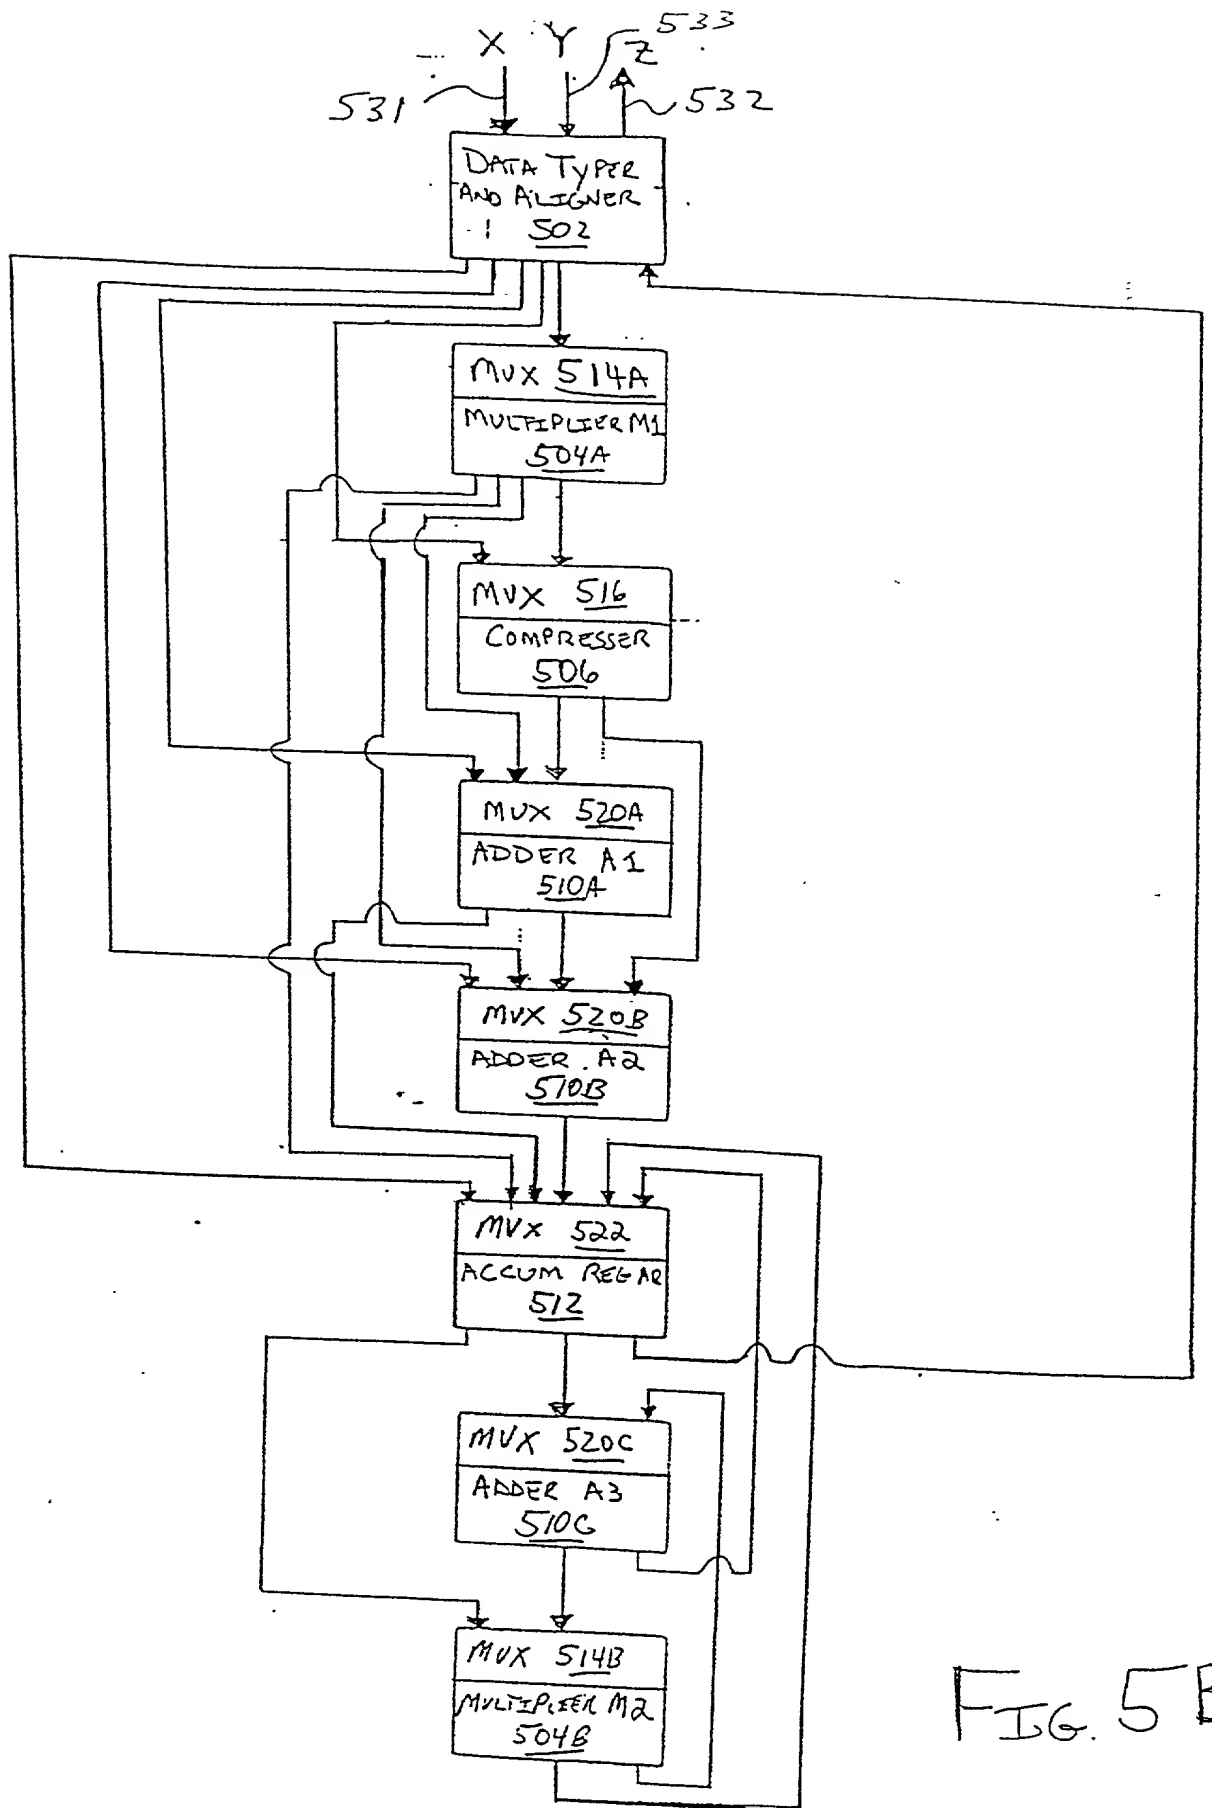 X Y Z 533
531
532
DATA TYPER
AND ALIGNER
1 502
MUX 514A
MULTIPLIER M1
504A
MUX 516
COMPRESSER
506
MUX 520A
ADDER A1
510A
MUX 520B
ADDER A2
510B
MUX 522
ACCUM REG AR
512
MUX 520C
ADDER A3
510C
MUX 514B
MULTIPLIER M2
504B
FIG. 5B